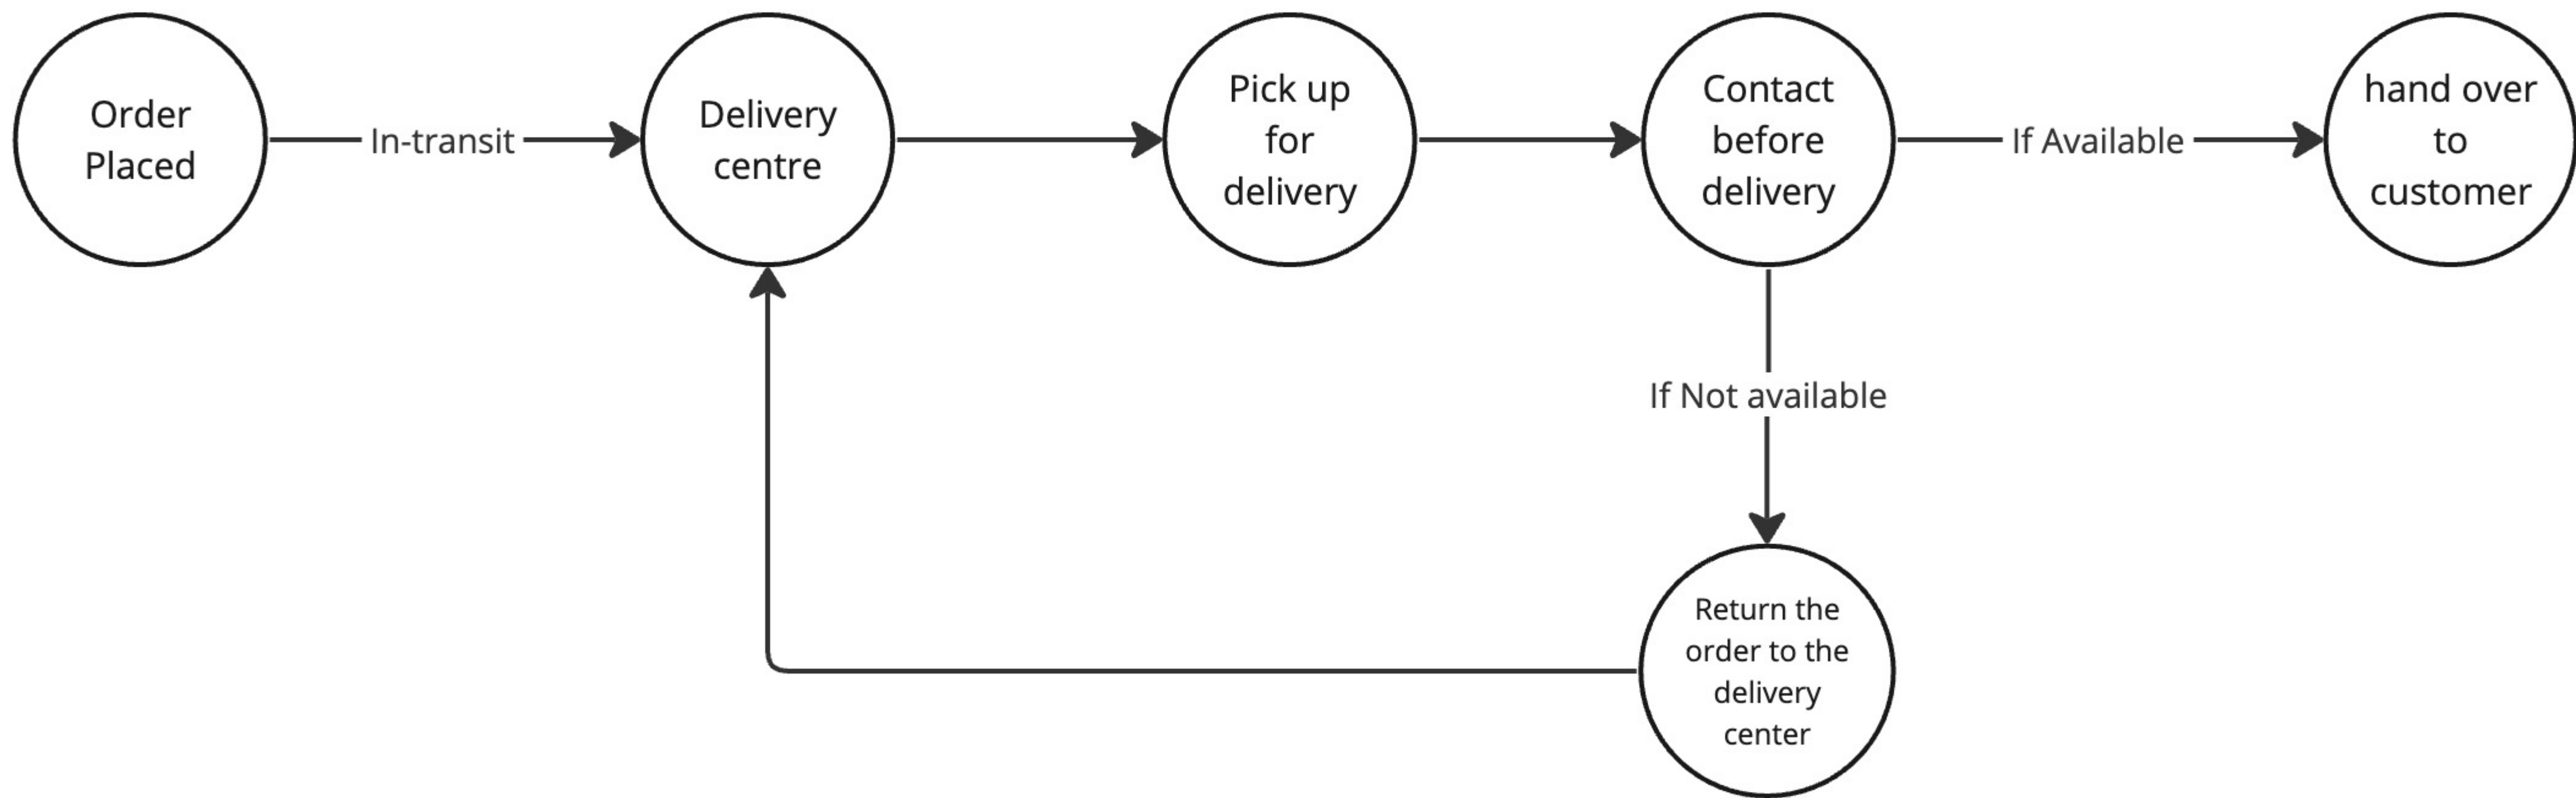 Order
Placed
In-transit
Delivery
centre
Pick up
for
delivery
Contact
before
delivery
If Available
hand over
to
customer
If Not available
Return the
order to the
delivery
center